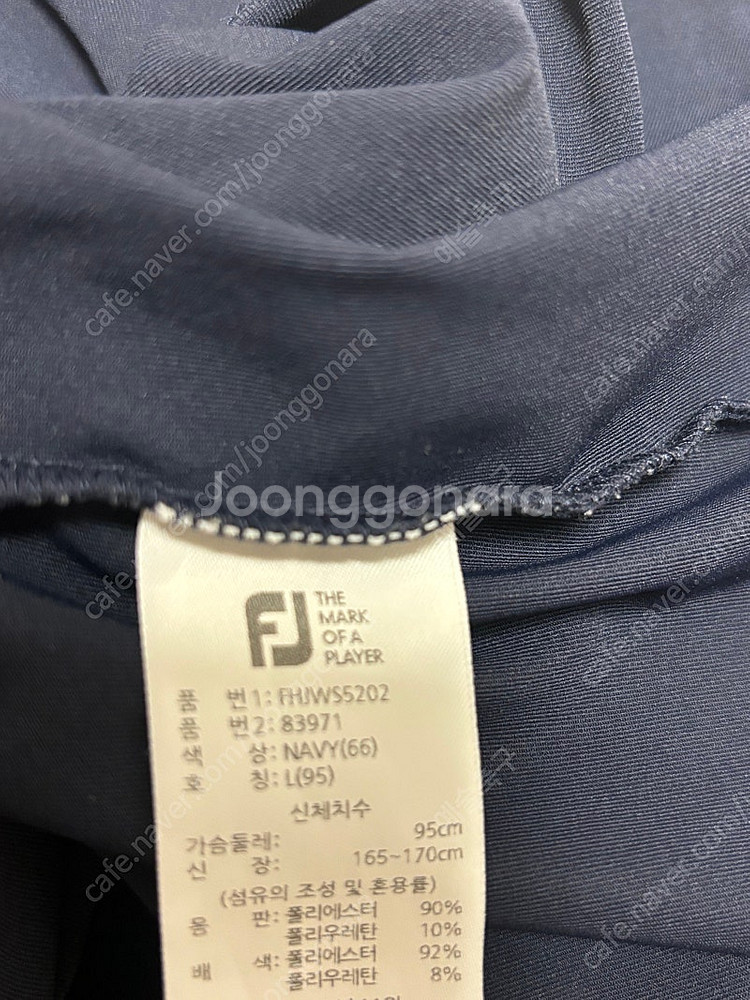 Joonggonara
cafe.naver.com/joonggonara
FJ
THE
MARK
OF A
PLAYER
품 번1: FHJWS5202
품 번2: 83971
색 상: NAVY(66)
호 칭: L(95)
신체치수
가슴둘레: 95cm
신 장: 165~170cm
(섬유의 조성 및 혼용률)
몸 판: 폴리에스터 90%
폴리우레탄 10%
배 색: 폴리에스터 92%
폴리우레탄 8%